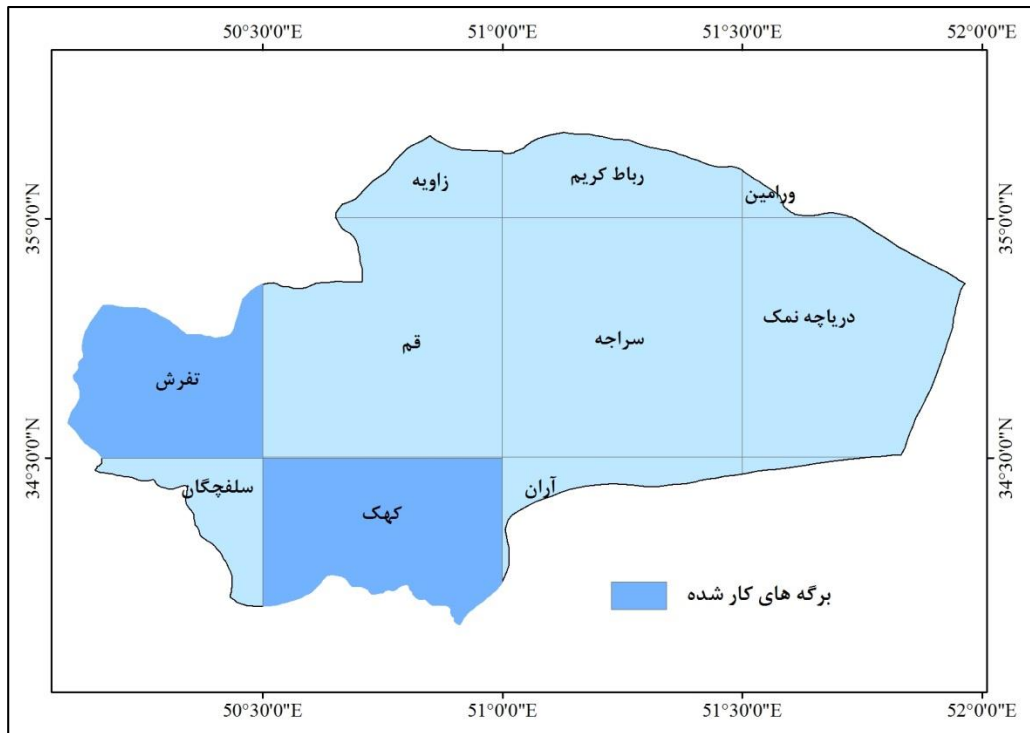 50°30'0"E
51°0'0"E
51°30'0"E
52°0'0"E
رباط کریم
زاویه
ورامین
35°0'0"N
35°0'0"N
دریاچه نمک
سراجه
قم
تفرش
34°30'0"N
34°30'0"N
آران
سلفچگان
کهک
برگه های کار شده
50°30'0"E
51°0'0"E
51°30'0"E
52°0'0"E